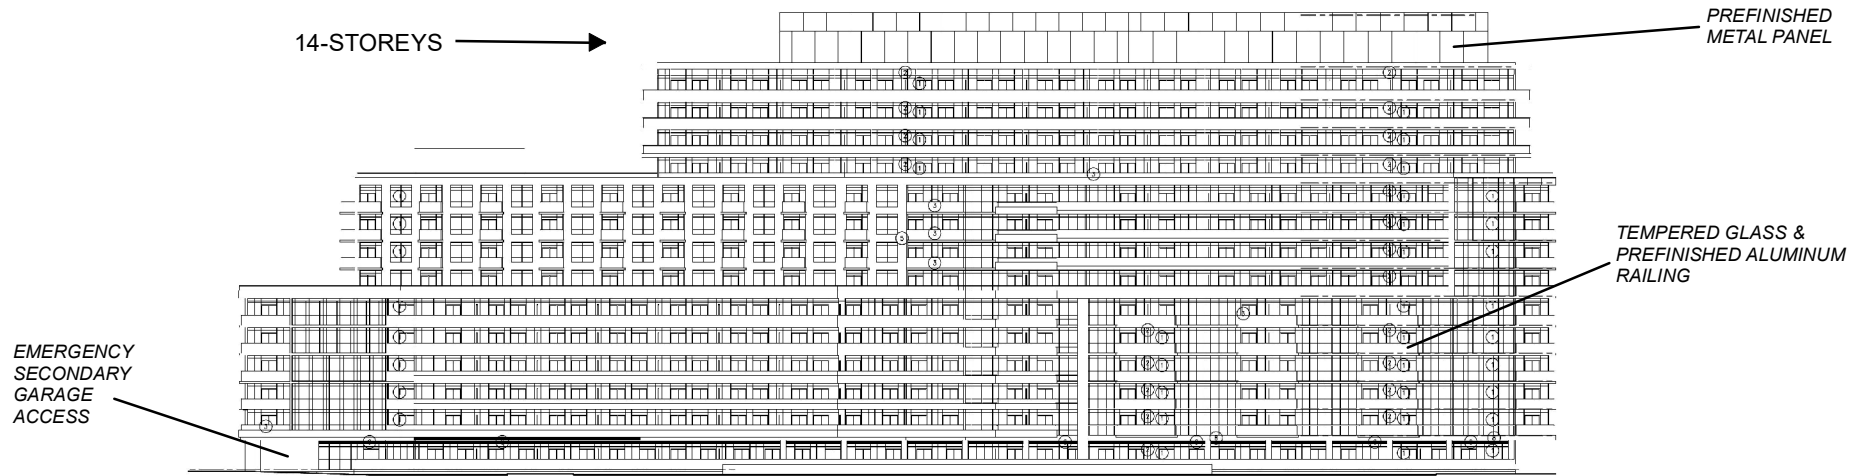 14-STOREYS
PREFINISHED
METAL PANEL
TEMPERED GLASS &
PREFINISHED ALUMINUM
RAILING
EMERGENCY
SECONDARY
GARAGE
ACCESS